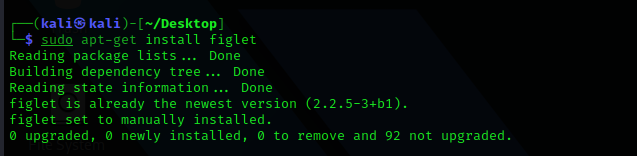 ┌──(kali㉿kali)-[~/Desktop]
└─$ sudo apt-get install figlet
Reading package lists... Done
Building dependency tree... Done
Reading state information... Done
figlet is already the newest version (2.2.5-3+b1).
figlet set to manually installed.
0 upgraded, 0 newly installed, 0 to remove and 92 not upgraded.
File System